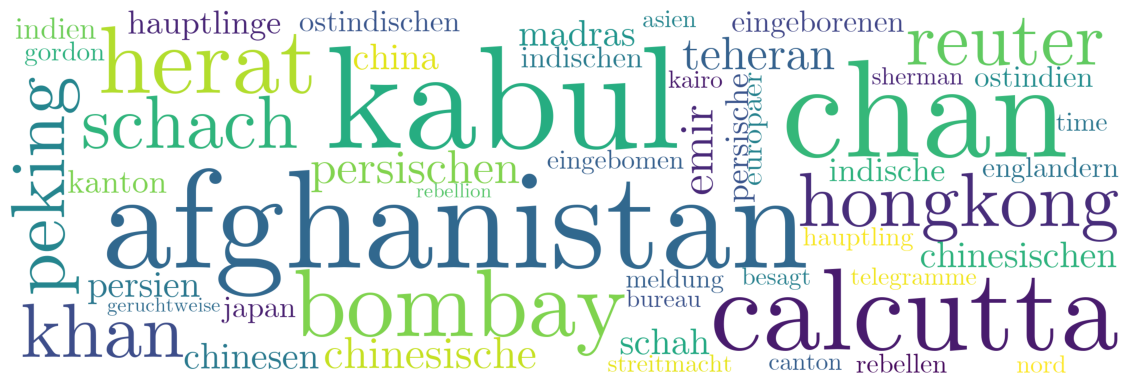 indien
hauptlinge
ostindischen
asien
eingeborenen
gordon
herat
china
madras
indischen
teheran
reuter
kabul
kairo
sherman
ostindien
peking
schach
chan
time
emir
persischer
europaer
kanton
persischen
eingebomen
indische
englandern
rebellion
afghanistan
hongkong
hauptling
chinesischen
persien
geruchtweise
japan
bombay
meldung
besagt
telegramme
bureau
calcutta
khan
chinesen
chinesische
schah
streitmacht
canton
rebellen
nord